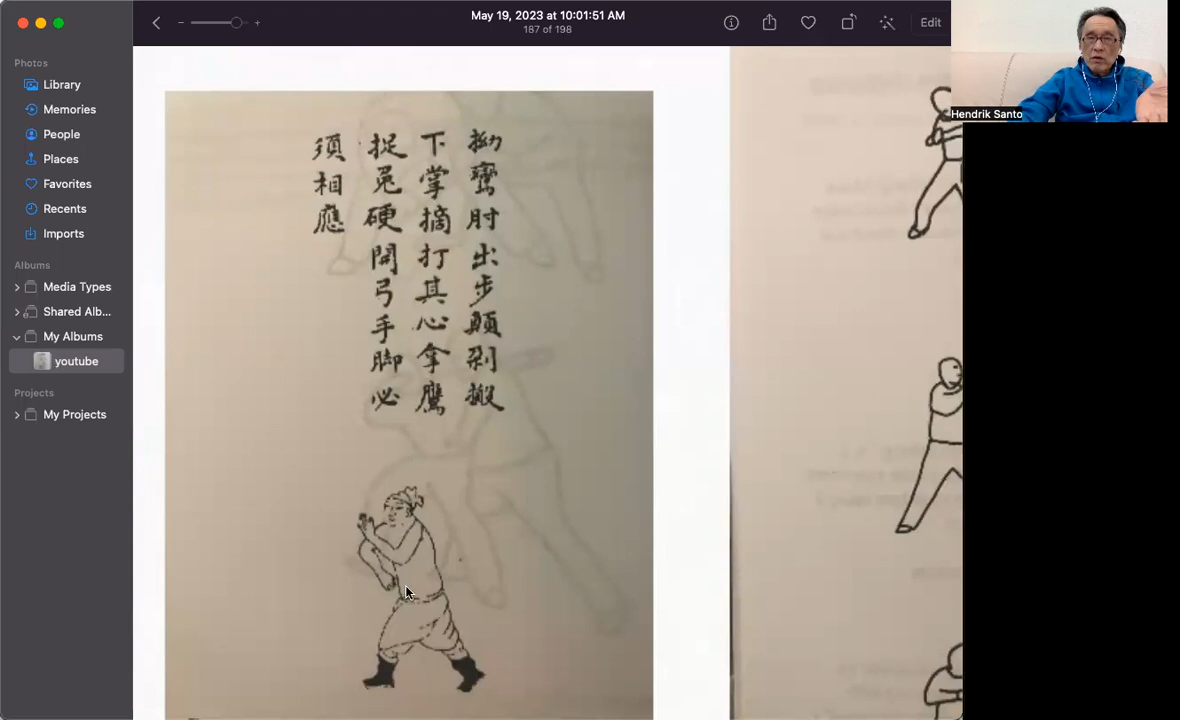 May 19, 2023 at 10:01:51 AM
187 of 198
Edit
Photos
Library
Memories
People
Places
Favorites
Recents
Imports
Albums
Media Types
Shared Alb...
My Albums
youtube
Projects
My Projects
拗鸞肘出步顛剁搬
下掌摘打其心拿鷹
捉兔硬開弓手脚必
須相應
Hendrik Santo